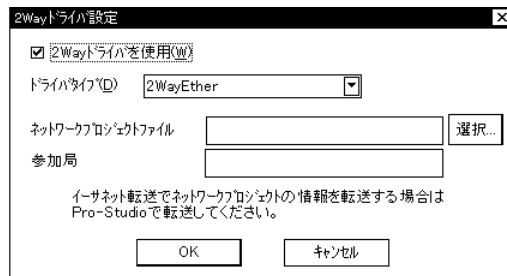 2Wayﾄﾞﾗｲﾊﾞ設定
2Wayﾄﾞﾗｲﾊﾞを使用(W)
ﾄﾞﾗｲﾊﾞﾀｲﾌﾟ(D) 2WayEther
ﾈｯﾄﾜｰｸﾌﾟﾛｼﾞｪｸﾄﾌｧｲﾙ 選択...
参加局
ｲｰｻﾈｯﾄ転送でﾈｯﾄﾜｰｸﾌﾟﾛｼﾞｪｸﾄの情報を転送する場合は
Pro-Studioで転送してください。
OK ｷｬﾝｾﾙ